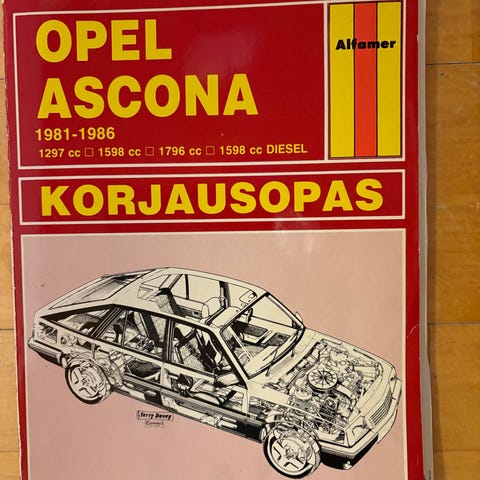 OPEL
ASCONA
Alfamer
1981-1986
1297 cc □ 1598 cc □ 1796 cc □ 1598 cc DIESEL
KORJAUSOPAS
Terry Davey